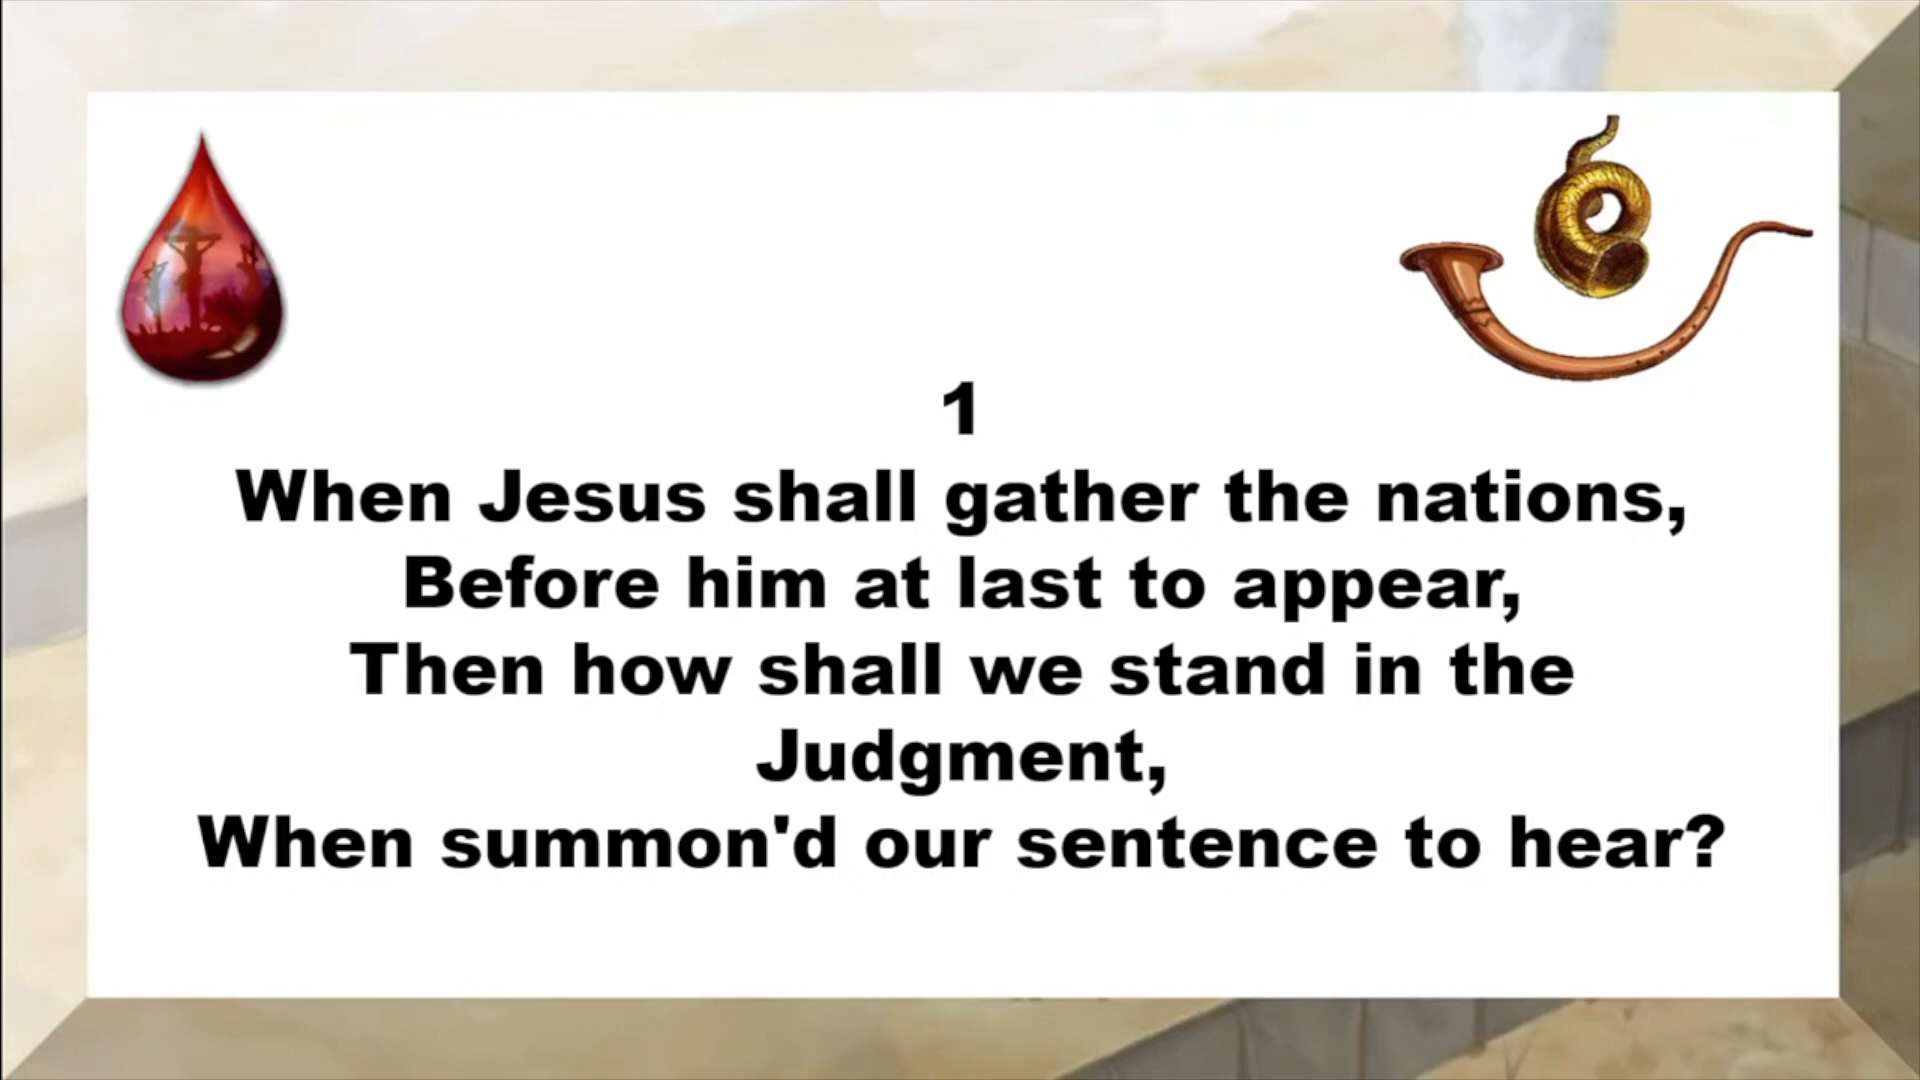 1
When Jesus shall gather the nations,
Before him at last to appear,
Then how shall we stand in the
Judgment,
When summon'd our sentence to hear?